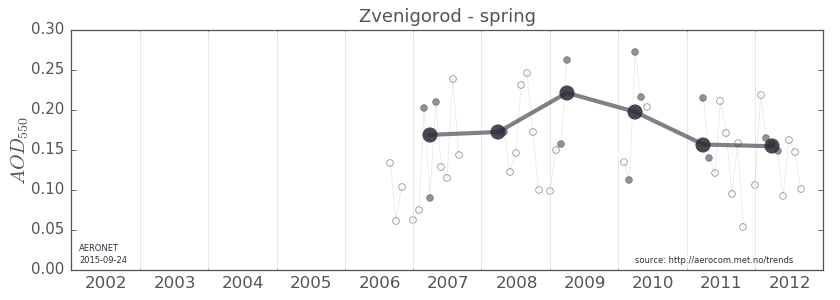 Zvenigorod - spring
0.30
0.25
0.20
0.15
0.10
0.05
0.00
AOD550
AERONET
2015-09-24
source: http://aerocom.met.no/trends
2002 2003 2004 2005 2006 2007 2008 2009 2010 2011 2012